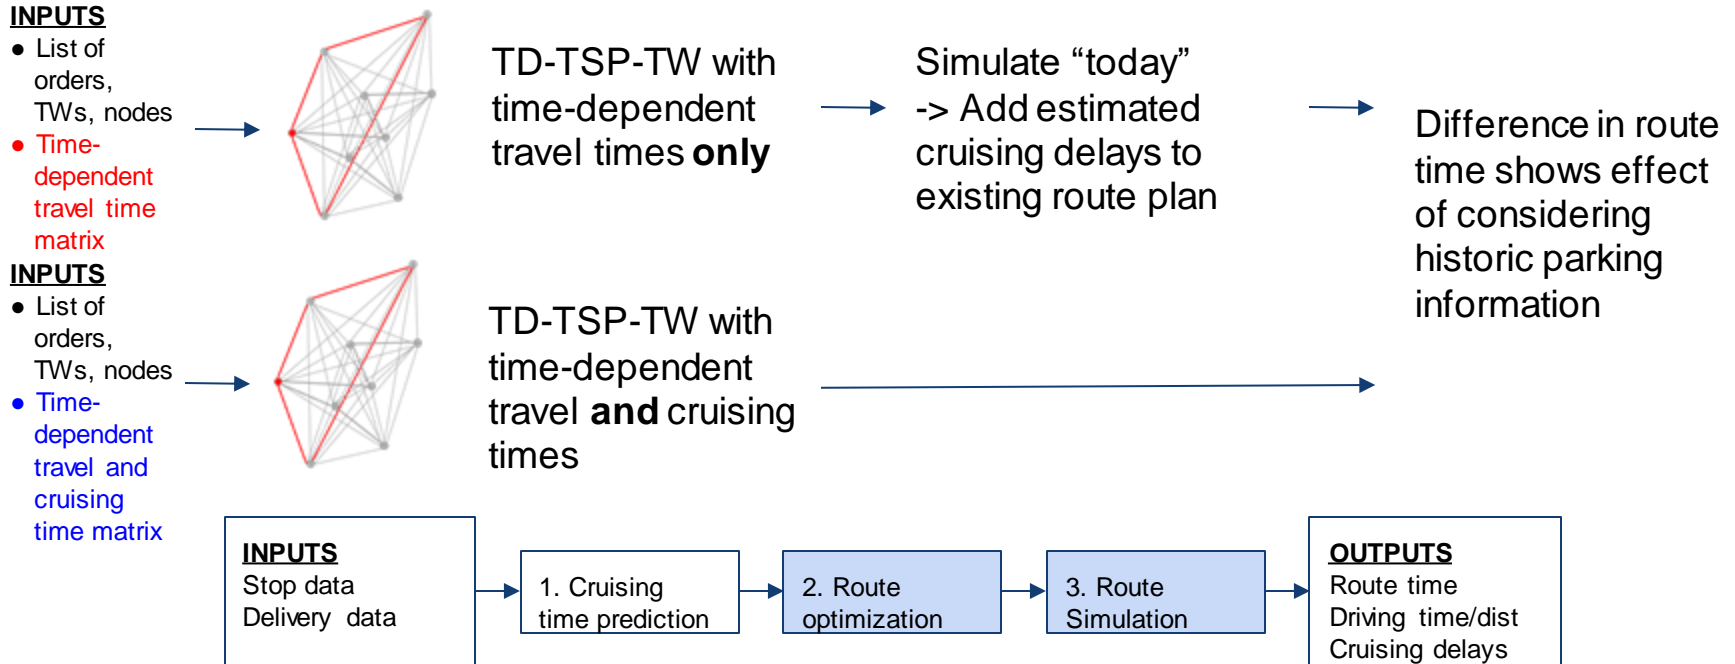 INPUTS
● List of
orders,
TWs, nodes
● Time-
dependent
travel time
matrix
TD-TSP-TW with
time-dependent
travel times only
Simulate “today”
-> Add estimated
cruising delays to
existing route plan
Difference in route
time shows effect
of considering
historic parking
information
INPUTS
● List of
orders,
TWs, nodes
● Time-
dependent
travel and
cruising
time matrix
TD-TSP-TW with
time-dependent
travel and cruising
times
INPUTS
Stop data
Delivery data
1. Cruising
time prediction
2. Route
optimization
3. Route
Simulation
OUTPUTS
Route time
Driving time/dist
Cruising delays